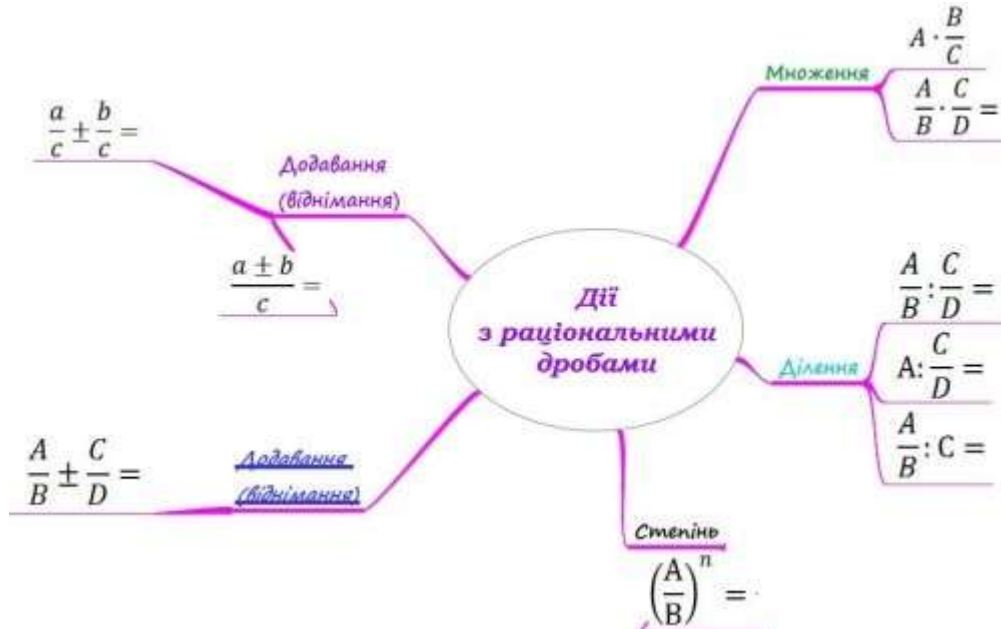 Дії
з раціональними
дробами
Додавання
(віднімання)
a/c ± b/c =
(a ± b)/c =
Множення
A · B/C
A/B · C/D =
Ділення
A/B : C/D =
A: C/D =
A/B : C =
Степінь
(A/B)^n =
Додавання
(віднімання)
A/B ± C/D =